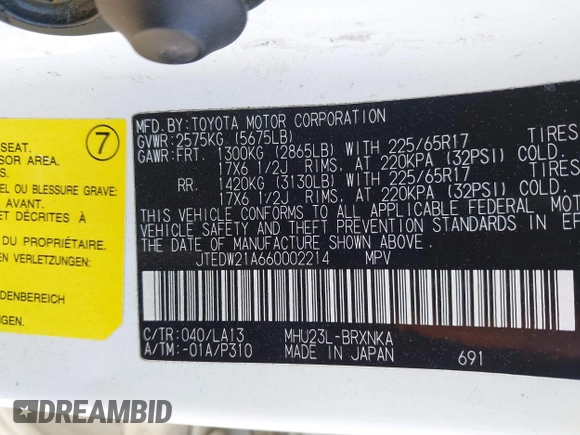 7
SEAT.
SOR AREA.
S.
EL OU BLESSURE GRAVE:
AVANT.
T DÉCRITES À
DU PROPRIÉTAIRE.
EN VERLETZUNGEN:
DENBEREICH
MFD.BY:TOYOTA MOTOR CORPORATION
GVWR:2575KG (5675LB)
GAWR:FRT. 1300KG (2865LB) WITH 225/65R17 TIRES
17X6 1/2J RIMS, AT 220KPA (32PSI) COLD.
RR. 1420KG (3130LB) WITH 225/65R17 TIRES
17X6 1/2J RIMS, AT 220KPA (32PSI) COLD.
THIS VEHICLE CONFORMS TO ALL APPLICABLE FEDERAL MOT
VEHICLE SAFETY AND THEFT PREVENTION STANDARDS IN EF
DATE OF MANUFACTURE SHOWN ABOVE.
JTEDW21A660002214 MPV
C/TR:040/LA13 MHU23L-BRXNKA
A/TM:-01A/P310 MADE IN JAPAN 691
DREAMBID